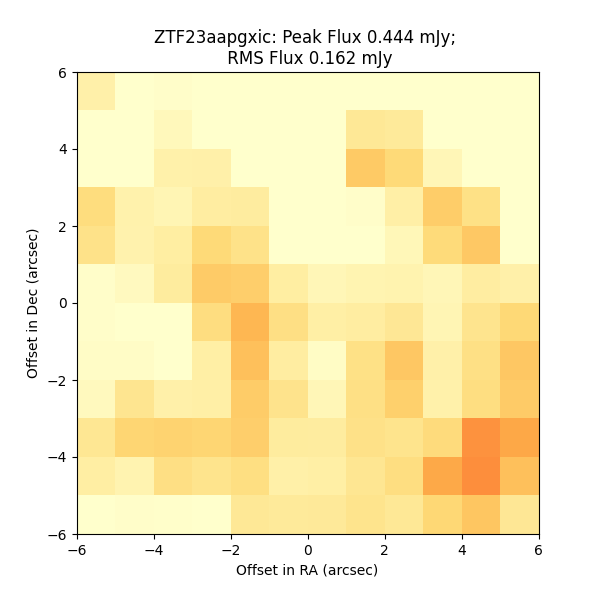 ZTF23aapgxic: Peak Flux 0.444 mJy;
RMS Flux 0.162 mJy
6
4
2
0
−2
−4
−6
Offset in Dec (arcsec)
−6 −4 −2 0 2 4 6
Offset in RA (arcsec)